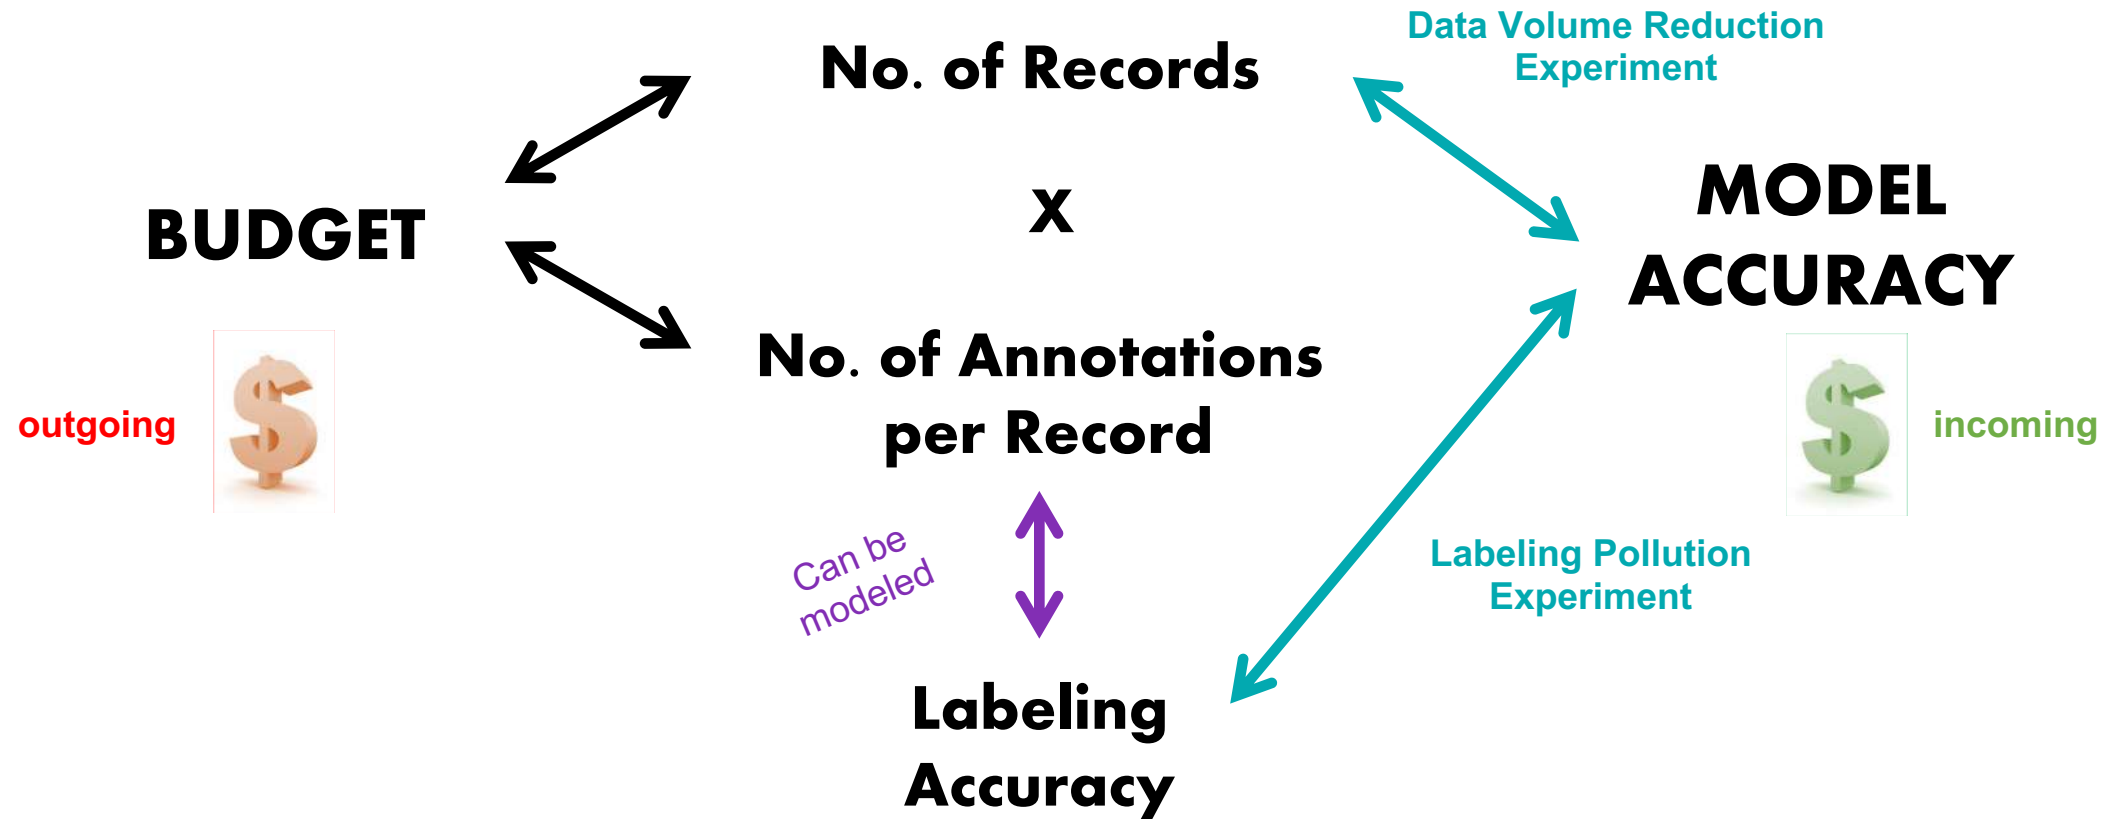 Data Volume Reduction
Experiment
No. of Records
X
BUDGET
MODEL
ACCURACY
No. of Annotations
per Record
outgoing
$
$
incoming
Can be
modeled
Labeling Pollution
Experiment
Labeling
Accuracy